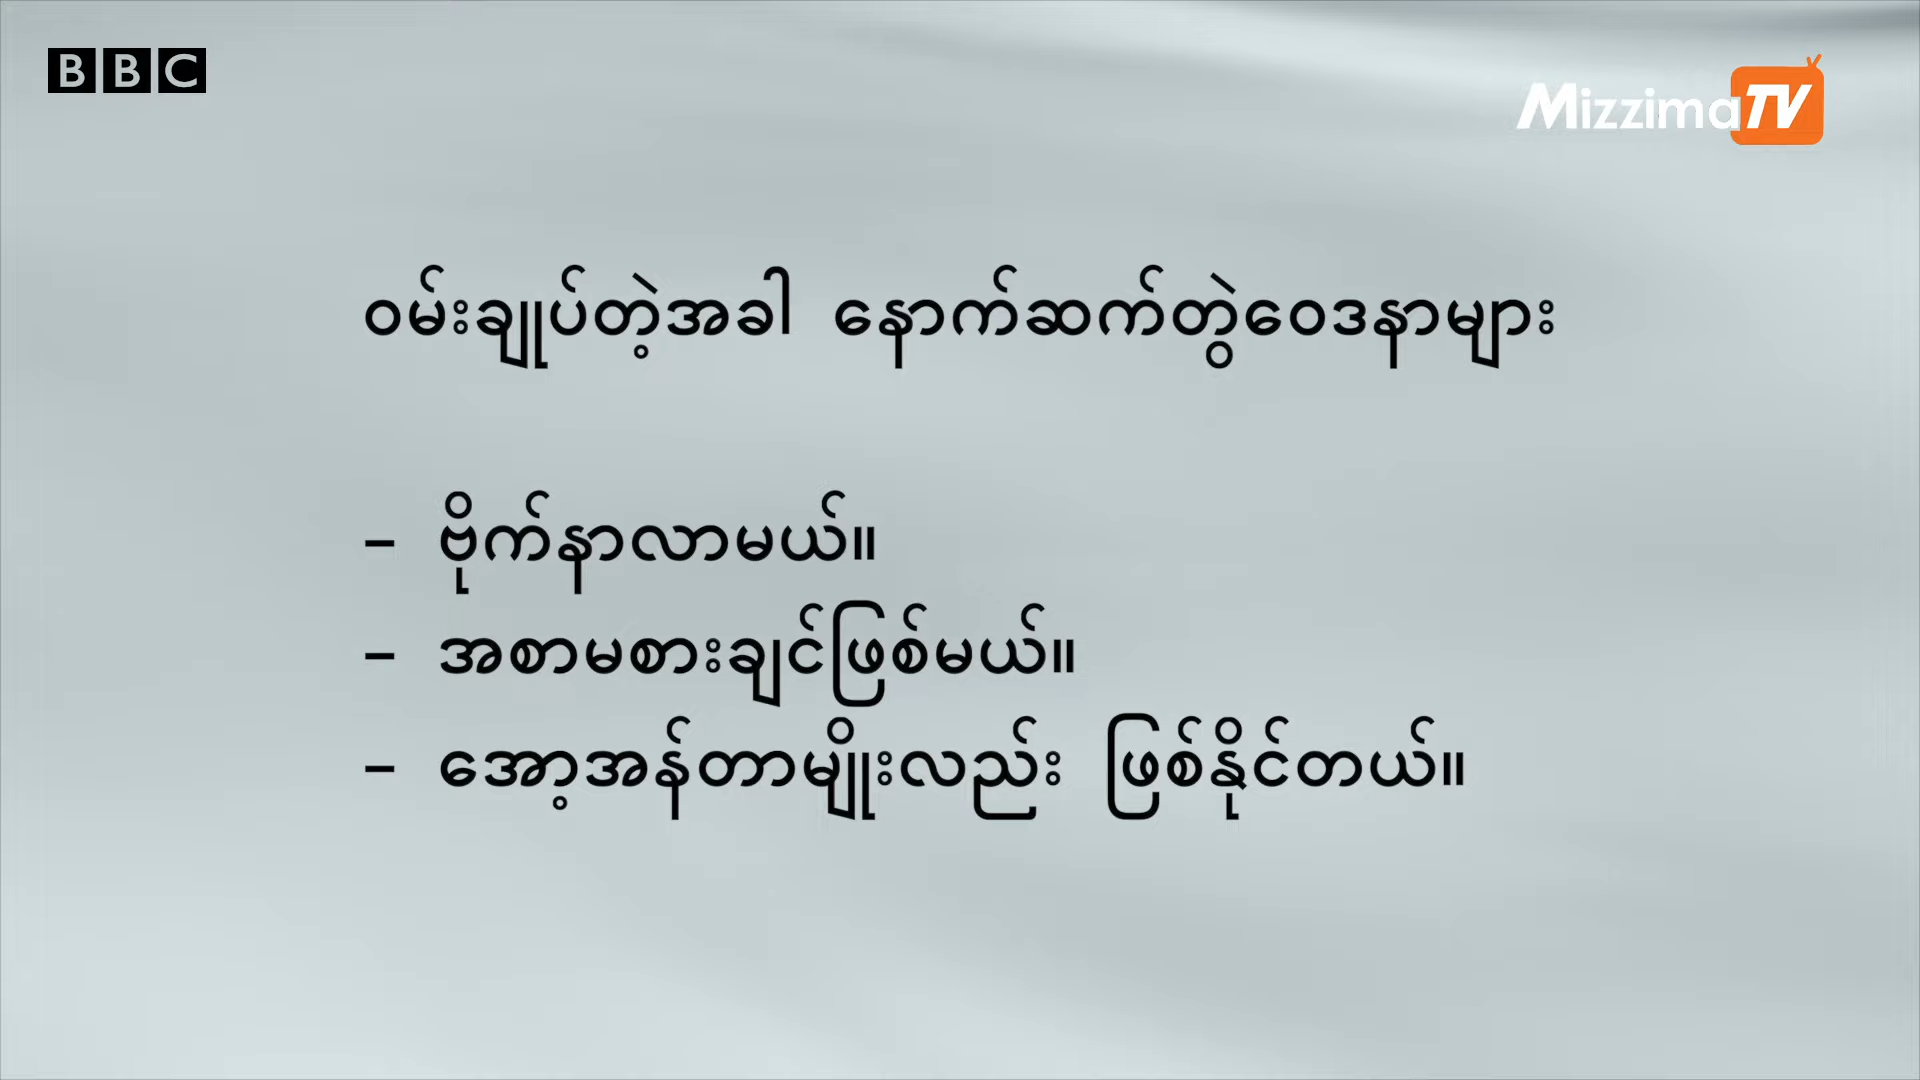 BBC
MizzimaTV
ဝမ်းချုပ်တဲ့အခါ နောက်ဆက်တွဲဝေဒနာများ
- ဗိုက်နာလာမယ်။
- အစာမစားချင်ဖြစ်မယ်။
- အော့အန်တာမျိုးလည်း ဖြစ်နိုင်တယ်။